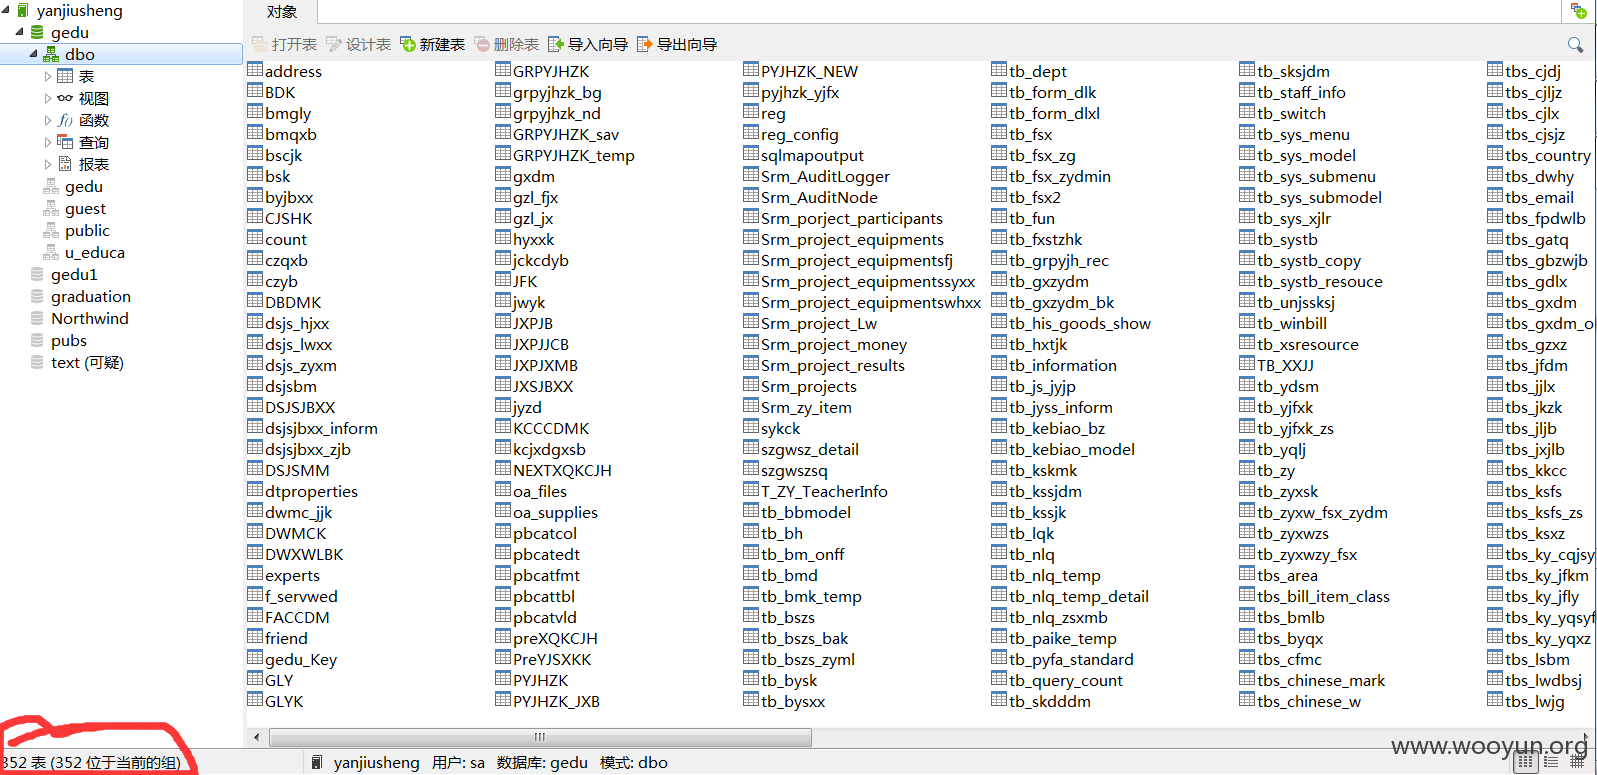 yanjiusheng
gedu
dbo
表
视图
函数
查询
报表
gedu
guest
public
u_educa
gedu1
graduation
Northwind
pubs
text (可疑)
对象
打开表 设计表 新建表 删除表 导入向导 导出向导
address
BDK
bmgly
bmqxb
bscjk
bsk
byjbxx
CJSHK
count
czqxb
czyb
DBDMK
dsjs_hjxx
dsjs_lwxx
dsjs_zyxm
dsjsbm
DSJSJBXX
dsjsjbxx_inform
dsjsjbxx_zjb
DSJSMM
dtproperties
dwmc_jjk
DWMCK
DWXWLBK
experts
f_servwed
FACCDM
friend
gedu_Key
GLY
GLYK
GRPYJHZK
grpyjhzk_bg
grpyjhzk_nd
GRPYJHZK_sav
GRPYJHZK_temp
gxdm
gzl_fjx
gzl_jx
hyxxk
jckcdyb
JFK
jwyk
JXPJB
JXPJJCB
JXPJXMB
JXSJBXX
jyzd
KCCCDMK
kcjxdgxsb
NEXTXQKCJH
oa_files
oa_supplies
pbcatcol
pbcatedt
pbcatfmt
pbcattbl
pbcatvld
preXQKCJH
PreYJSXKK
PYJHZK
PYJHZK_JXB
PYJHZK_NEW
pyjhzk_yjfx
reg
reg_config
sqlmapoutput
Srm_AuditLogger
Srm_AuditNode
Srm_porject_participants
Srm_project_equipments
Srm_project_equipmentsfj
Srm_project_equipmentssyxx
Srm_project_equipmentswhxx
Srm_project_Lw
Srm_project_money
Srm_project_results
Srm_projects
Srm_zy_item
sykck
szgwsz_detail
szgwszsq
T_ZY_TeacherInfo
tb_bbmodel
tb_bh
tb_bm_onff
tb_bmd
tb_bmk_temp
tb_bszs
tb_bszs_bak
tb_bszs_zyml
tb_bysk
tb_bysxx
tb_dept
tb_form_dlk
tb_form_dlxl
tb_fsx
tb_fsx_zg
tb_fsx_zydmin
tb_fsx2
tb_fun
tb_fxstzhk
tb_grpyjh_rec
tb_gxzydm
tb_gxzydm_bk
tb_his_goods_show
tb_hxtjk
tb_information
tb_js_jyjp
tb_jyss_inform
tb_kebiao_bz
tb_kebiao_model
tb_kskmk
tb_kssjdm
tb_kssjk
tb_lqk
tb_nlq
tb_nlq_temp
tb_nlq_temp_detail
tb_nlq_zsxmb
tb_paike_temp
tb_pyfa_standard
tb_query_count
tb_skdddm
tb_sksjdm
tb_staff_info
tb_switch
tb_sys_menu
tb_sys_model
tb_sys_submenu
tb_sys_submodel
tb_sys_xjlr
tb_systb
tb_systb_copy
tb_systb_resouce
tb_unjssksj
tb_winbill
tb_xsresource
TB_XXJJ
tb_ydsm
tb_yjfxk
tb_yjfxk_zs
tb_yqlj
tb_zy
tb_zyxsk
tb_zyxw_fsx_zydm
tb_zyxwzs
tb_zyxwzy_fsx
tbs_area
tbs_bill_item_class
tbs_bmlb
tbs_byqx
tbs_cfmc
tbs_chinese_mark
tbs_chinese_w
tbs_cjdj
tbs_cjljz
tbs_cjlx
tbs_cjsjz
tbs_country
tbs_dwhy
tbs_email
tbs_fpdwlb
tbs_gatq
tbs_gbzwjb
tbs_gdlx
tbs_gxdm
tbs_gxdm_o
tbs_gzxz
tbs_jfdm
tbs_jjlx
tbs_jkzk
tbs_jljb
tbs_jxjlb
tbs_kkcc
tbs_ksfs
tbs_ksfs_zs
tbs_ksxz
tbs_ky_cqjsy
tbs_ky_jfkm
tbs_ky_jfly
tbs_ky_yqsyf
tbs_ky_yqxz
tbs_lsbm
tbs_lwdbsj
tbs_lwjg
www.wooyun.org
352 表 (352 位于当前的组) yanjiusheng 用户: sa 数据库: gedu 模式: dbo